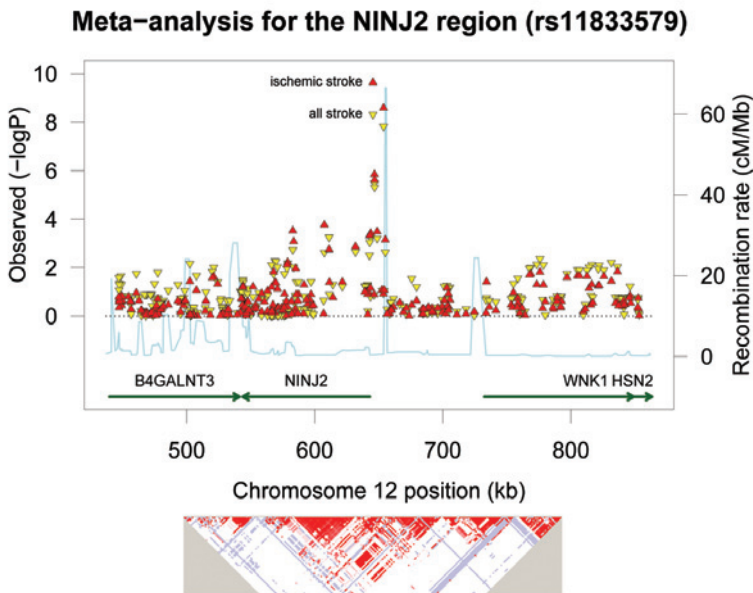 Meta−analysis for the NINJ2 region (rs11833579)
Observed (−logP)
10
8
6
4
2
0
ischemic stroke
all stroke
60
40
20
0
Recombination rate (cM/Mb)
B4GALNT3
NINJ2
WNK1 HSN2
500
600
700
800
Chromosome 12 position (kb)